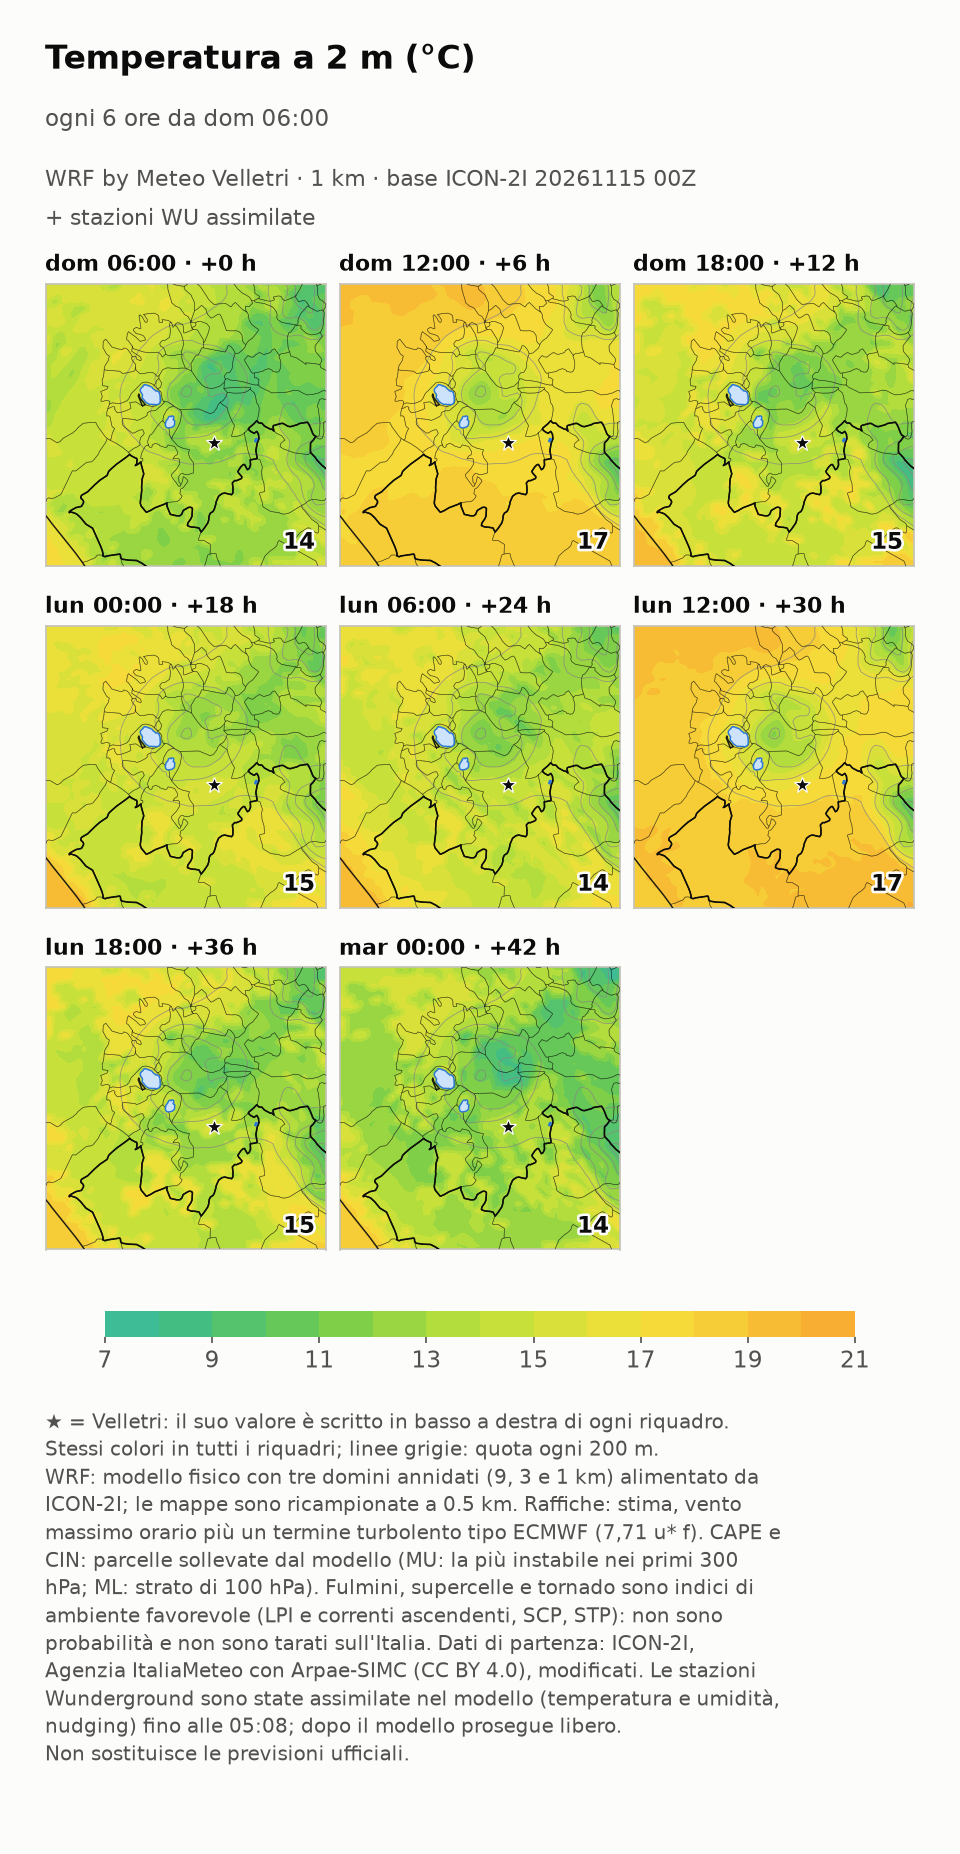 Temperatura a 2 m (°C)
ogni 6 ore da dom 06:00
WRF by Meteo Velletri · 1 km · base ICON-2I 20261115 00Z
+ stazioni WU assimilate
dom 06:00 · +0 h
dom 12:00 · +6 h
dom 18:00 · +12 h
14
17
15
lun 00:00 · +18 h
lun 06:00 · +24 h
lun 12:00 · +30 h
15
14
17
lun 18:00 · +36 h
mar 00:00 · +42 h
15
14
7 9 11 13 15 17 19 21
★ = Velletri: il suo valore è scritto in basso a destra di ogni riquadro.
Stessi colori in tutti i riquadri; linee grigie: quota ogni 200 m.
WRF: modello fisico con tre domini annidati (9, 3 e 1 km) alimentato da
ICON-2I; le mappe sono ricampionate a 0.5 km. Raffiche: stima, vento
massimo orario più un termine turbolento tipo ECMWF (7,71 u* f). CAPE e
CIN: parcelle sollevate dal modello (MU: la più instabile nei primi 300
hPa; ML: strato di 100 hPa). Fulmini, supercelle e tornado sono indici di
ambiente favorevole (LPI e correnti ascendenti, SCP, STP): non sono
probabilità e non sono tarati sull'Italia. Dati di partenza: ICON-2I,
Agenzia ItaliaMeteo con Arpae-SIMC (CC BY 4.0), modificati. Le stazioni
Wunderground sono state assimilate nel modello (temperatura e umidità,
nudging) fino alle 05:08; dopo il modello prosegue libero.
Non sostituisce le previsioni ufficiali.